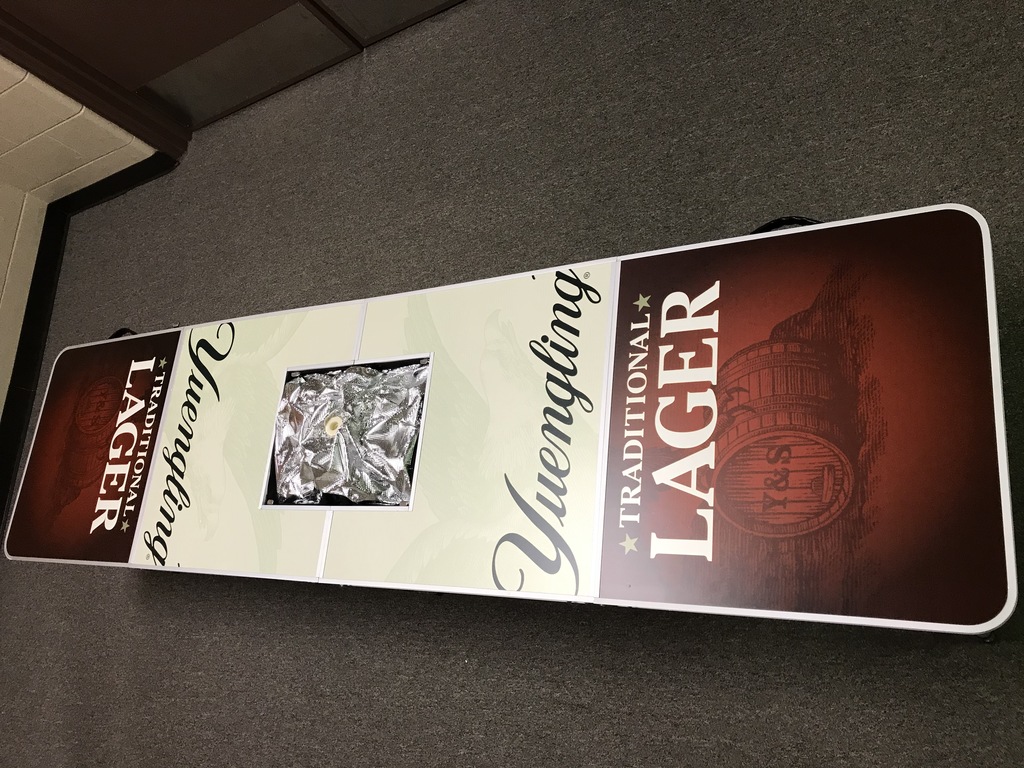 Yuengling®
★TRADITIONAL★
LAGER
Y&S
Yuengling
★TRADITIONAL★
LAGER